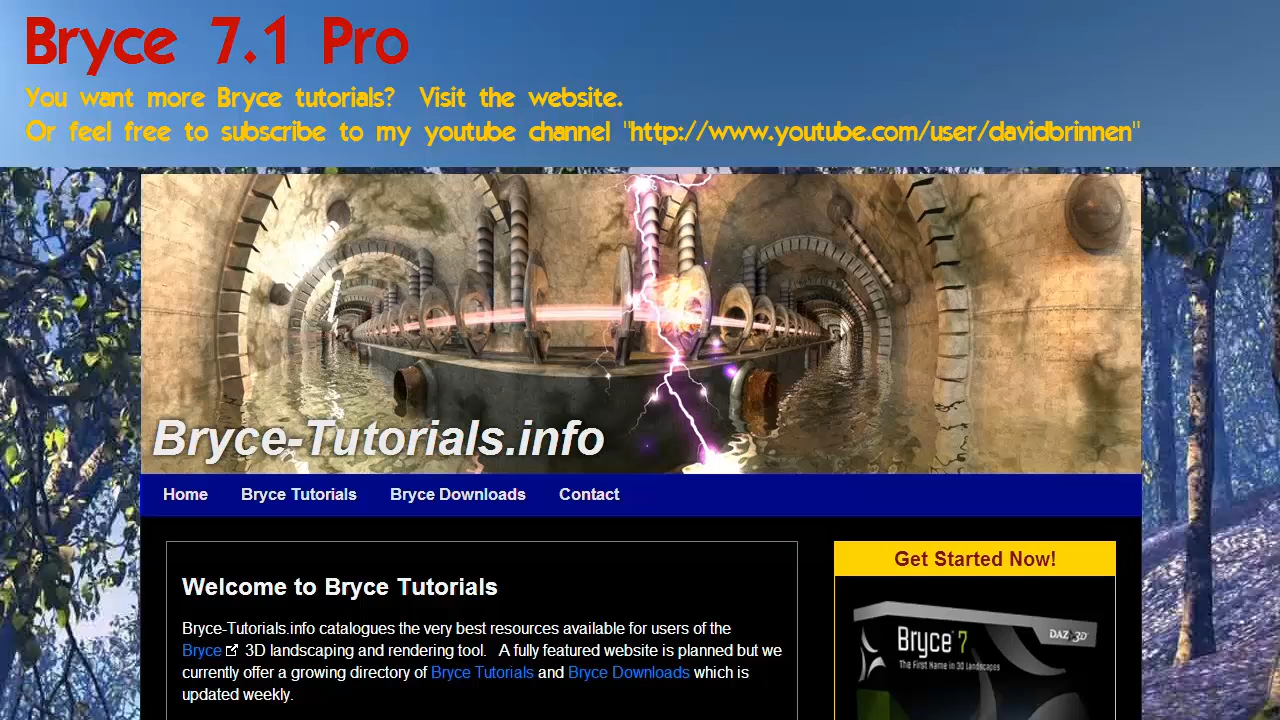 Bryce 7.1 Pro
You want more Bryce tutorials? Visit the website.
Or feel free to subscribe to my youtube channel "http://www.youtube.com/user/davidbrinnen"
Bryce-Tutorials.info
Home Bryce Tutorials Bryce Downloads Contact
Welcome to Bryce Tutorials
Bryce-Tutorials.info catalogues the very best resources available for users of the
Bryce 3D landscaping and rendering tool. A fully featured website is planned but we
currently offer a growing directory of Bryce Tutorials and Bryce Downloads which is
updated weekly.
Get Started Now!
DAZ 3D
Bryce 7
The First Name in 3D Landscapes